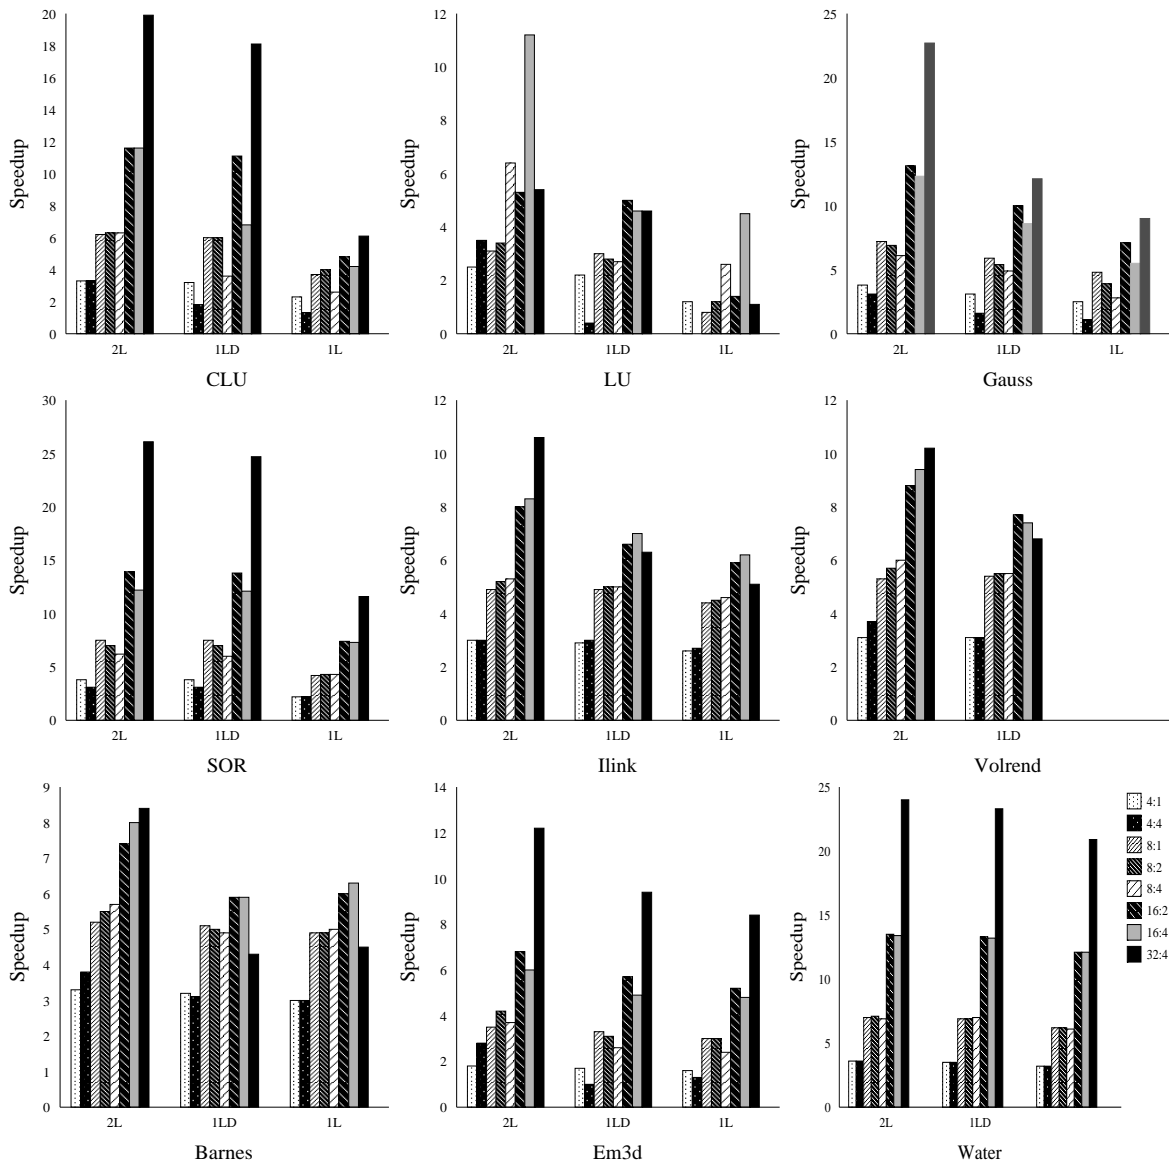 20
18
16
14
12
10
8
6
4
2
0
Speedup
2L 1LD 1L
CLU
12
10
8
6
4
2
0
Speedup
2L 1LD 1L
LU
25
20
15
10
5
0
Speedup
2L 1LD 1L
Gauss
30
25
20
15
10
5
0
Speedup
2L 1LD 1L
SOR
12
10
8
6
4
2
0
Speedup
2L 1LD 1L
Ilink
12
10
8
6
4
2
0
Speedup
2L 1LD
Volrend
9
8
7
6
5
4
3
2
1
0
Speedup
2L 1LD 1L
Barnes
14
12
10
8
6
4
2
0
Speedup
2L 1LD 1L
Em3d
25
20
15
10
5
0
Speedup
2L 1LD
Water
4:1
4:4
8:1
8:2
8:4
16:2
16:4
32:4